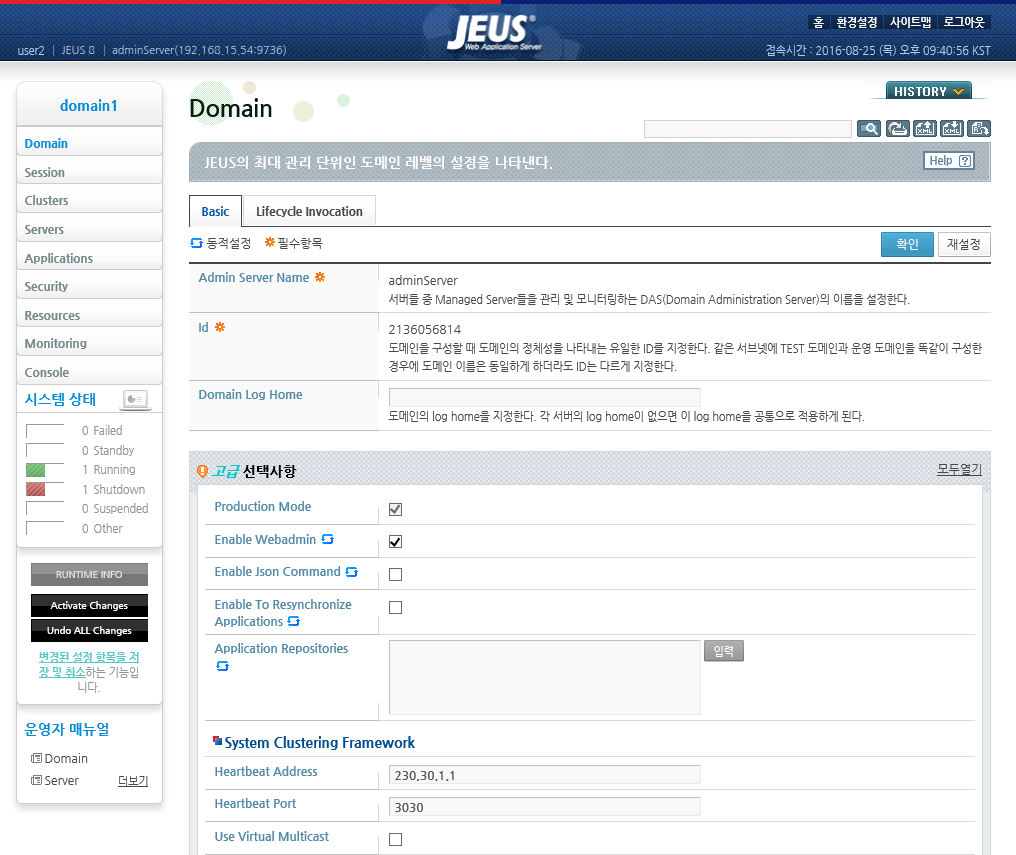 홈 환경설정 사이트맵 로그아웃
JEUS
Web Application Server
user2 | JEUS 8 | adminServer(192.168.15.54:9736)
접속시간 : 2016-08-25 (목) 오후 09:40:56 KST
domain1
Domain
Session
Clusters
Servers
Applications
Security
Resources
Monitoring
Console
시스템 상태
0 Failed
0 Standby
1 Running
1 Shutdown
0 Suspended
0 Other
RUNTIME INFO
Activate Changes
Undo ALL Changes
변경된 설정 항목을 저
장 및 취소하는 기능입
니다.
운영자 매뉴얼
Domain
Server 더보기
Domain
HISTORY
XML XML
JEUS의 최대 관리 단위인 도메인 레벨의 설정을 나타낸다.
Help ?
Basic Lifecycle Invocation
동적설정 필수항목
확인 재설정
Admin Server Name
adminServer
서버들 중 Managed Server들을 관리 및 모니터링하는 DAS(Domain Administration Server)의 이름을 설정한다.
Id
2136056814
도메인을 구성할 때 도메인의 정체성을 나타내는 유일한 ID를 지정한다. 같은 서브넷에 TEST 도메인과 운영 도메인을 똑같이 구성한
경우에 도메인 이름은 동일하게 하더라도 ID는 다르게 지정한다.
Domain Log Home
도메인의 log home을 지정한다. 각 서버의 log home이 없으면 이 log home을 공통으로 적용하게 된다.
고급 선택사항
모두열기
Production Mode
Enable Webadmin
Enable Json Command
Enable To Resynchronize
Applications
Application Repositories
입력
System Clustering Framework
Heartbeat Address
230.30.1.1
Heartbeat Port
3030
Use Virtual Multicast